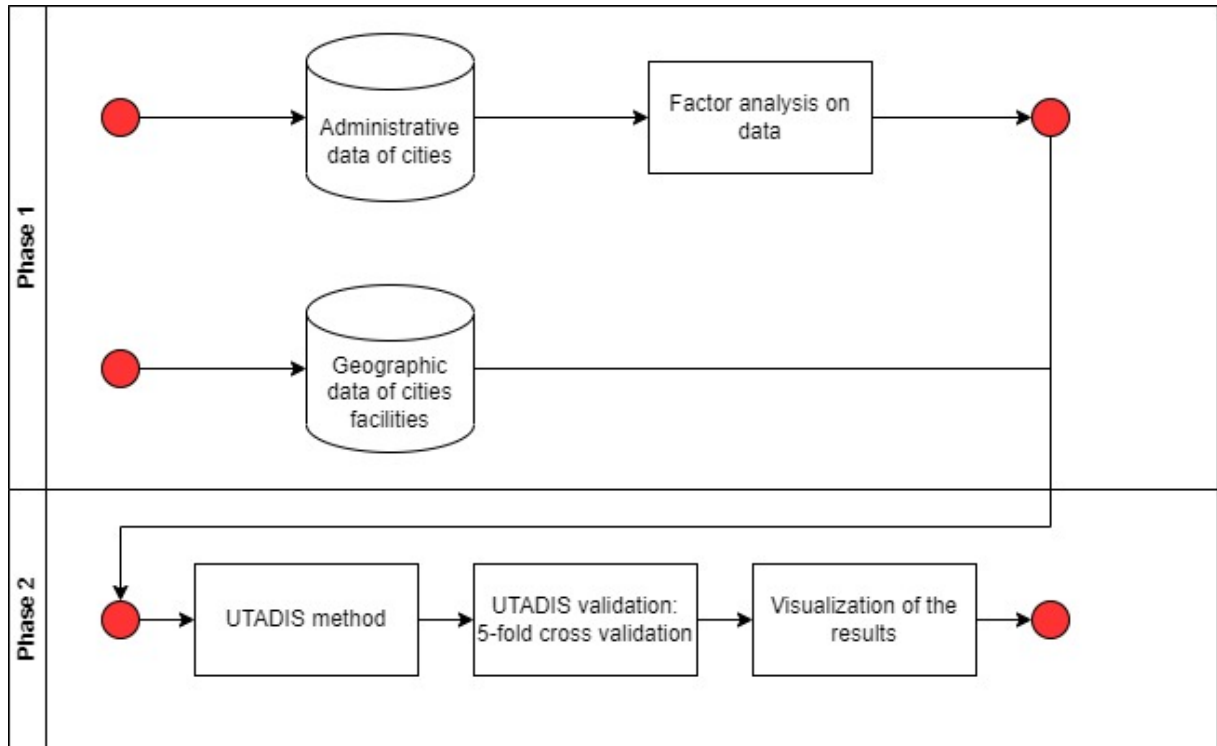 Phase 1
Administrative
data of cities
Factor analysis on
data
Geographic
data of cities
facilities
Phase 2
UTADIS method
UTADIS validation:
5-fold cross validation
Visualization of the
results